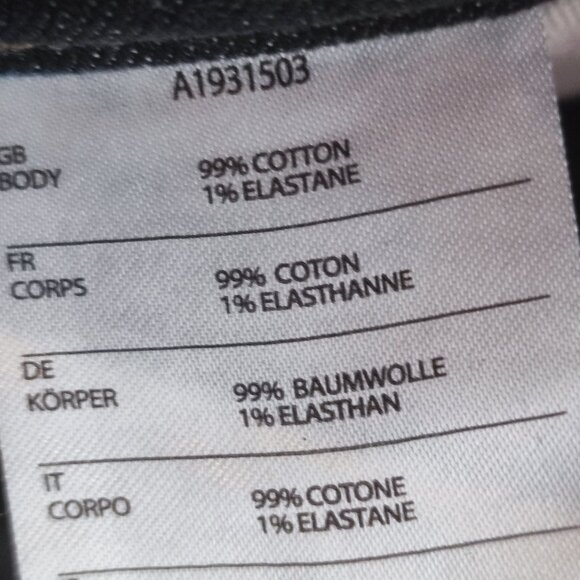 A1931503
GB
BODY
99% COTTON
1% ELASTANE
FR
CORPS
99% COTON
1% ELASTHANNE
DE
KÖRPER
99% BAUMWOLLE
1% ELASTHAN
IT
CORPO
99% COTONE
1% ELASTANE